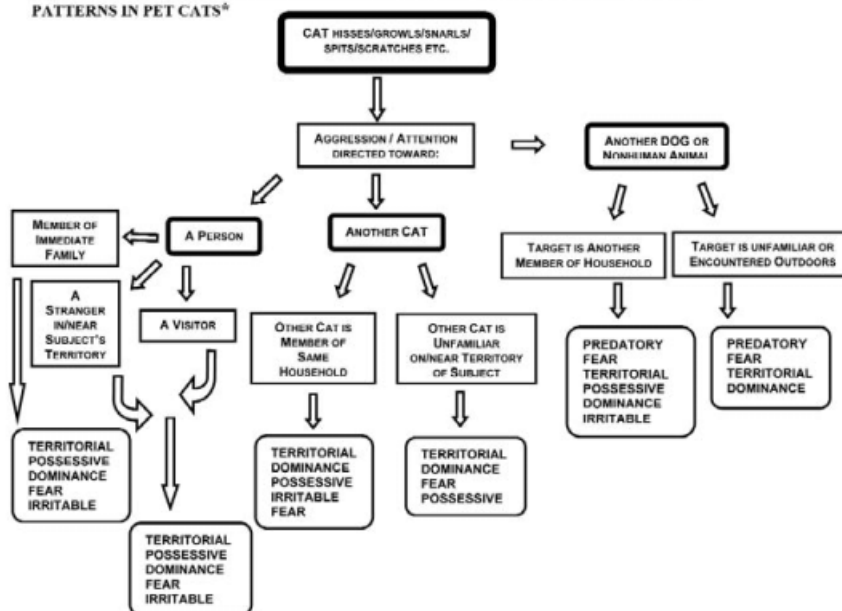 PATTERNS IN PET CATS*
CAT HISSES/GROWLS/SNARLS/
SPITS/SCRATCHES ETC.
AGGRESSION / ATTENTION
DIRECTED TOWARD:
ANOTHER DOG OR
NONHUMAN ANIMAL
MEMBER OF
IMMEDIATE
FAMILY
A PERSON
ANOTHER CAT
TARGET IS ANOTHER
MEMBER OF HOUSEHOLD
TARGET IS UNFAMILIAR OR
ENCOUNTERED OUTDOORS
A
STRANGER
IN/NEAR
SUBJECT'S
TERRITORY
A VISITOR
OTHER CAT IS
MEMBER OF
SAME
HOUSEHOLD
OTHER CAT IS
UNFAMILIAR
ON/NEAR TERRITORY
OF SUBJECT
PREDATORY
FEAR
TERRITORIAL
POSSESSIVE
DOMINANCE
IRRITABLE
PREDATORY
FEAR
TERRITORIAL
DOMINANCE
TERRITORIAL
POSSESSIVE
DOMINANCE
FEAR
IRRITABLE
TERRITORIAL
POSSESSIVE
DOMINANCE
FEAR
IRRITABLE
TERRITORIAL
DOMINANCE
POSSESSIVE
IRRITABLE
FEAR
TERRITORIAL
DOMINANCE
FEAR
POSSESSIVE